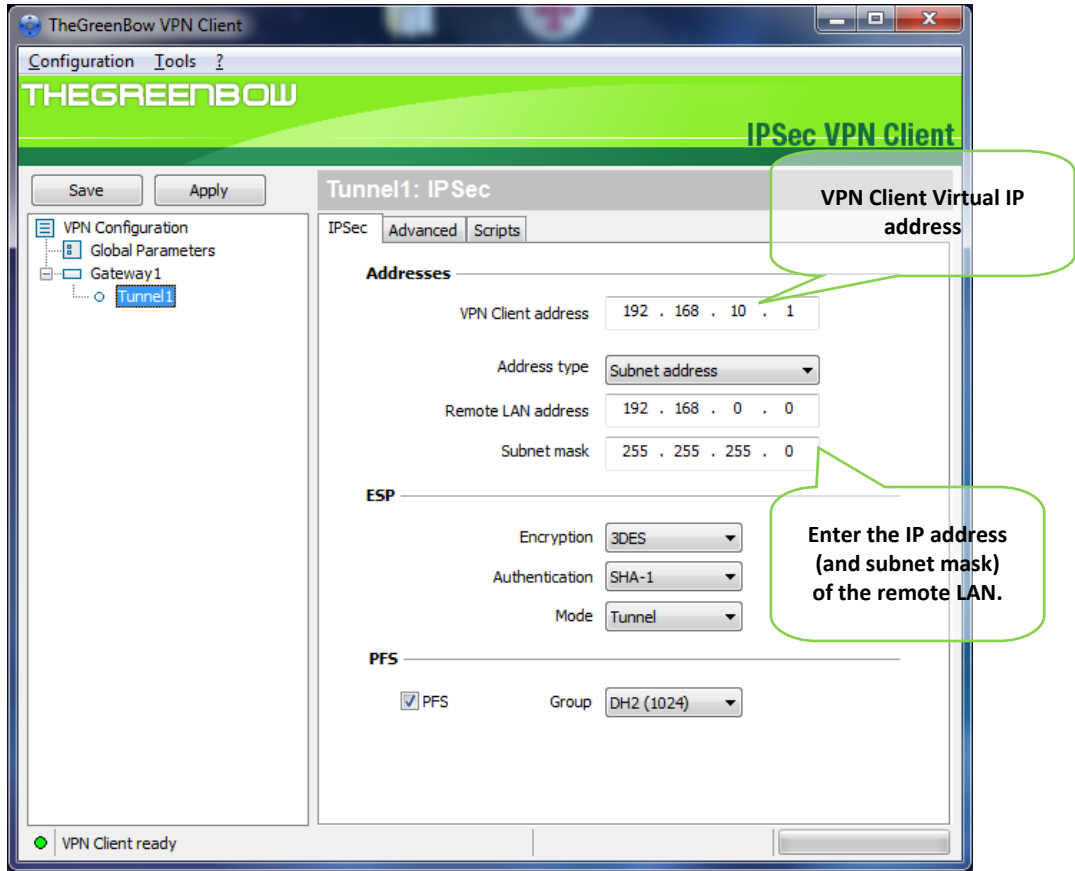 TheGreenBow VPN Client
Configuration Tools ?
THEGREENBOW
IPSec VPN Client
Save Apply
VPN Configuration
Global Parameters
Gateway1
Tunnel1
Tunnel1: IPSec
IPSec Advanced Scripts
Addresses
VPN Client address 192 . 168 . 10 . 1
Address type Subnet address
Remote LAN address 192 . 168 . 0 . 0
Subnet mask 255 . 255 . 255 . 0
ESP
Encryption 3DES
Authentication SHA-1
Mode Tunnel
PFS
PFS Group DH2 (1024)
VPN Client Virtual IP
address
Enter the IP address
(and subnet mask)
of the remote LAN.
VPN Client ready